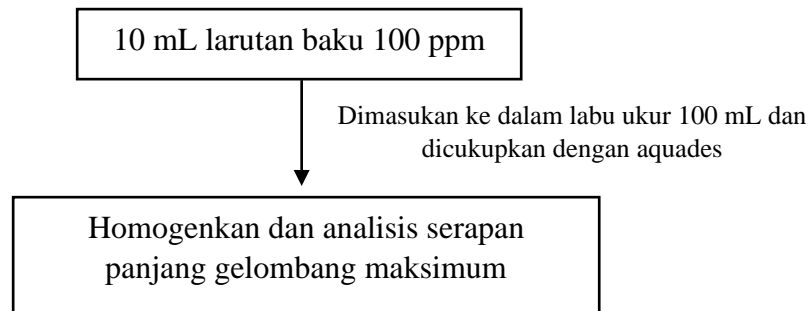 10 mL larutan baku 100 ppm
Dimasukan ke dalam labu ukur 100 mL dan
dicukupkan dengan aquades
Homogenkan dan analisis serapan
panjang gelombang maksimum